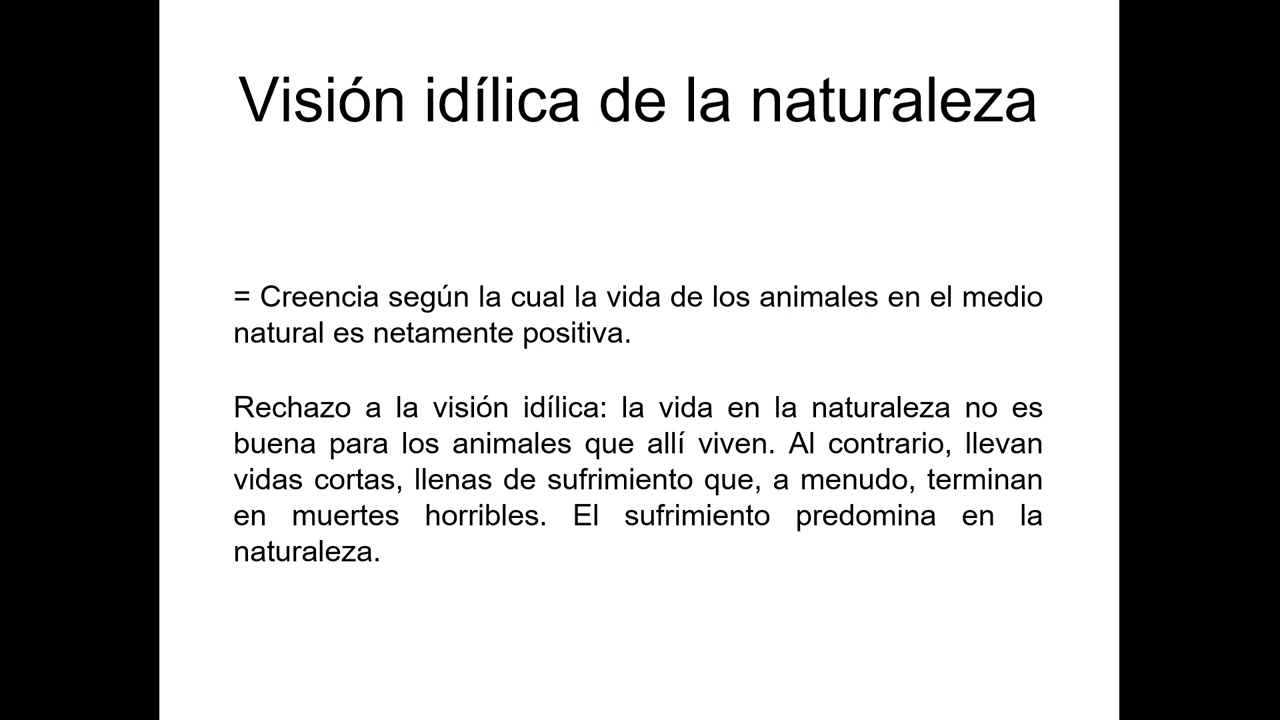 Visión idílica de la naturaleza
= Creencia según la cual la vida de los animales en el medio
natural es netamente positiva.
Rechazo a la visión idílica: la vida en la naturaleza no es
buena para los animales que allí viven. Al contrario, llevan
vidas cortas, llenas de sufrimiento que, a menudo, terminan
en muertes horribles. El sufrimiento predomina en la
naturaleza.